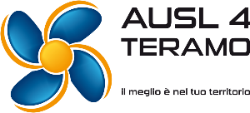 AUSL 4
TERAMO
il meglio è nel tuo territorio